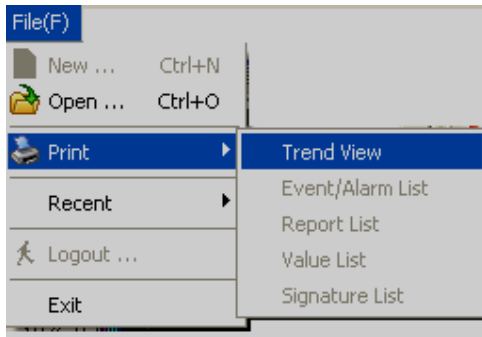 File(F)
New ... Ctrl+N
Open ... Ctrl+O
Print
Trend View
Event/Alarm List
Report List
Value List
Signature List
Recent
Logout ...
Exit